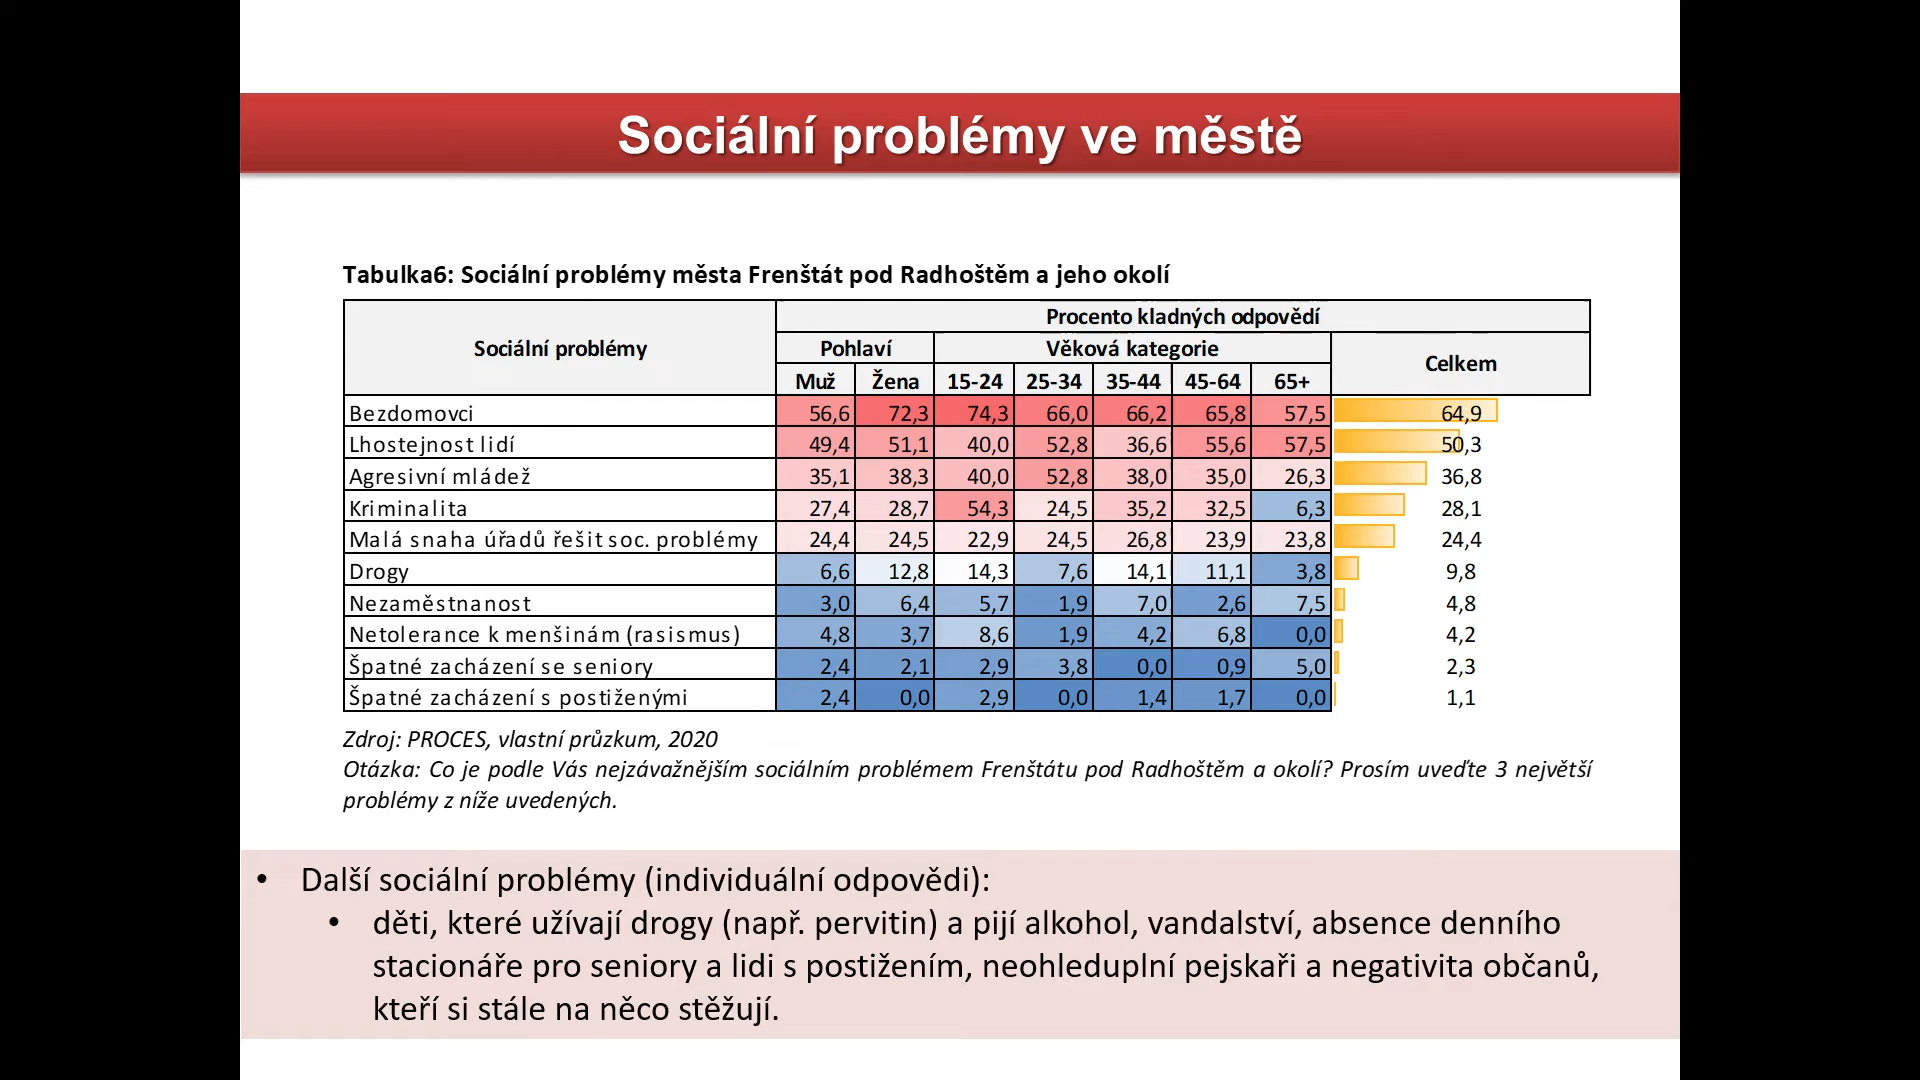 Sociální problémy ve městě
Tabulka6: Sociální problémy města Frenštát pod Radhoštěm a jeho okolí
Sociální problémy
Procento kladných odpovědí
Pohlaví Věková kategorie Celkem
Muž Žena 15-24 25-34 35-44 45-64 65+
Bezdomovci 56,6 72,3 74,3 66,0 66,2 65,8 57,5 64,9
Lhostejnost lidí 49,4 51,1 40,0 52,8 36,6 55,6 57,5 50,3
Agresivní mládež 35,1 38,3 40,0 52,8 38,0 35,0 26,3 36,8
Kriminalita 27,4 28,7 54,3 24,5 35,2 32,5 6,3 28,1
Malá snaha úřadů řešit soc. problémy 24,4 24,5 22,9 24,5 26,8 23,9 23,8 24,4
Drogy 6,6 12,8 14,3 7,6 14,1 11,1 3,8 9,8
Nezaměstnanost 3,0 6,4 5,7 1,9 7,0 2,6 7,5 4,8
Netolerance k menšinám (rasismus) 4,8 3,7 8,6 1,9 4,2 6,8 0,0 4,2
Špatné zacházení se seniory 2,4 2,1 2,9 3,8 0,0 0,9 5,0 2,3
Špatné zacházení s postiženými 2,4 0,0 2,9 0,0 1,4 1,7 0,0 1,1
Zdroj: PROCES, vlastní průzkum, 2020
Otázka: Co je podle Vás nejzávažnějším sociálním problémem Frenštátu pod Radhoštěm a okolí? Prosím uveďte 3 největší
problémy z níže uvedených.
• Další sociální problémy (individuální odpovědi):
• děti, které užívají drogy (např. pervitin) a pijí alkohol, vandalství, absence denního
stacionáře pro seniory a lidi s postižením, neohleduplní pejskaři a negativita občanů,
kteří si stále na něco stěžují.